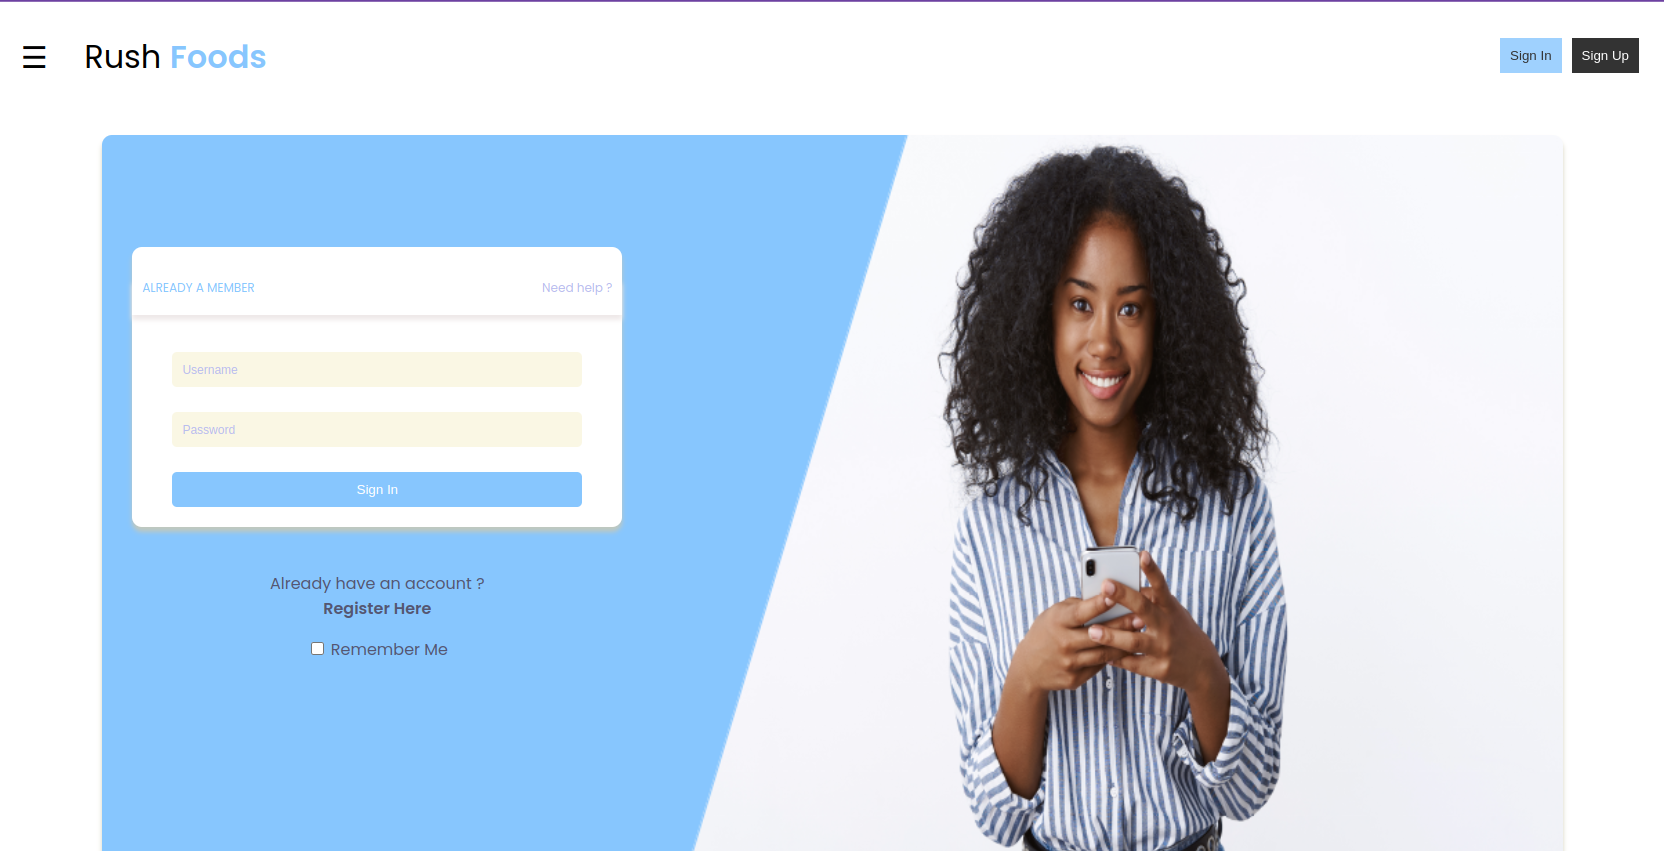 ☰ Rush Foods
Sign In
Sign Up
ALREADY A MEMBER
Need help ?
Username
Password
Sign In
Already have an account ?
Register Here
Remember Me